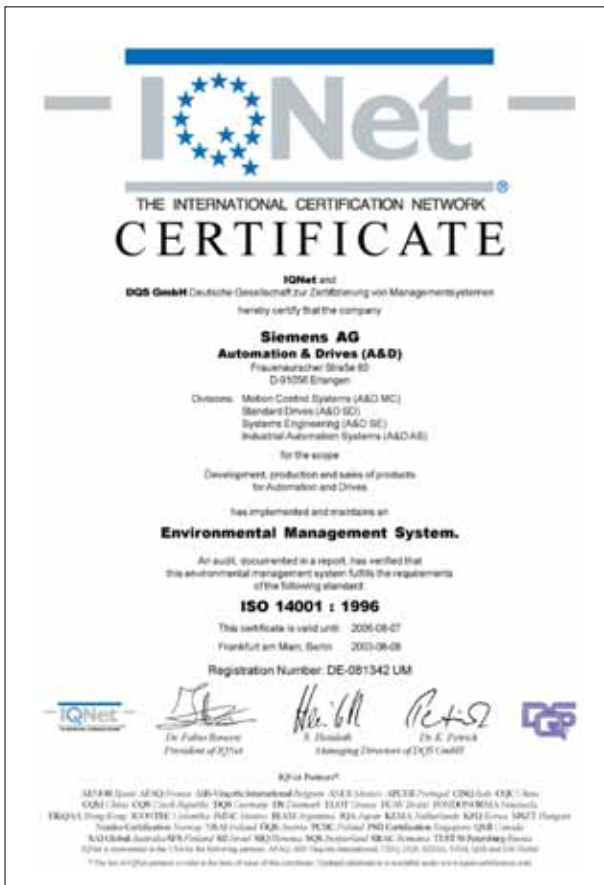 IQNet
®
THE INTERNATIONAL CERTIFICATION NETWORK
CERTIFICATE
IQNet and
DQS GmbH Deutsche Gesellschaft zur Zertifizierung von Managementsystemen
hereby certify that the company
Siemens AG
Automation & Drives (A&D)
Frauenauracher Straße 80
D-91056 Erlangen
Divisions: Motion Control Systems (A&D MC)
Standard Drives (A&D SD)
Systems Engineering (A&D SE)
Industrial Automation Systems (A&D AS)
for the scope
Development, production and sales of products
for Automation and Drives
has implemented and maintains an
Environmental Management System.
An audit, documented in a report, has verified that
this environmental management system fulfills the requirements
of the following standard:
ISO 14001 : 1996
This certificate is valid until: 2006-08-07
Frankfurt am Main, Berlin 2003-08-08
Registration Number: DE-081342 UM
IQNet
DQS
Dr. Fabio Roversi
President of IQNet
S. Heinloth
Dr. K. Petrick
Managing Directors of DQS GmbH
IQNet Partners*: